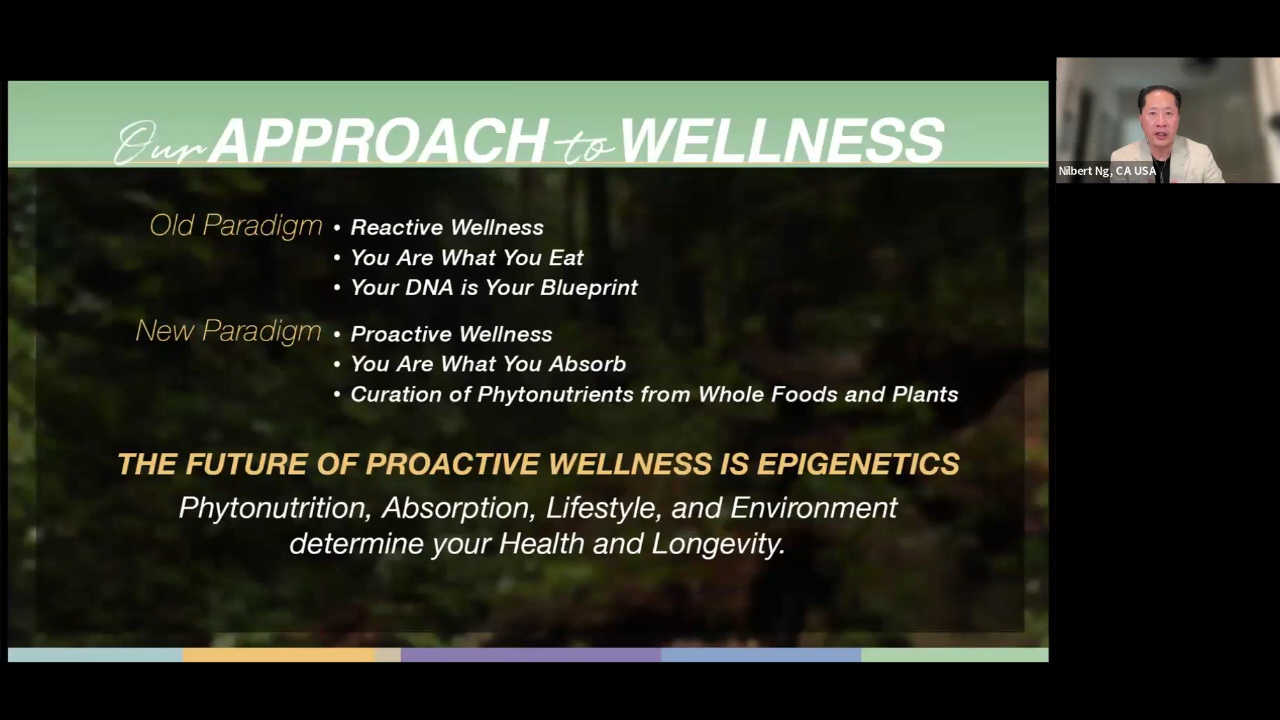 Our APPROACH to WELLNESS
Nilbert Ng, CA USA
Old Paradigm • Reactive Wellness
• You Are What You Eat
• Your DNA is Your Blueprint
New Paradigm • Proactive Wellness
• You Are What You Absorb
• Curation of Phytonutrients from Whole Foods and Plants
THE FUTURE OF PROACTIVE WELLNESS IS EPIGENETICS
Phytonutrition, Absorption, Lifestyle, and Environment
determine your Health and Longevity.